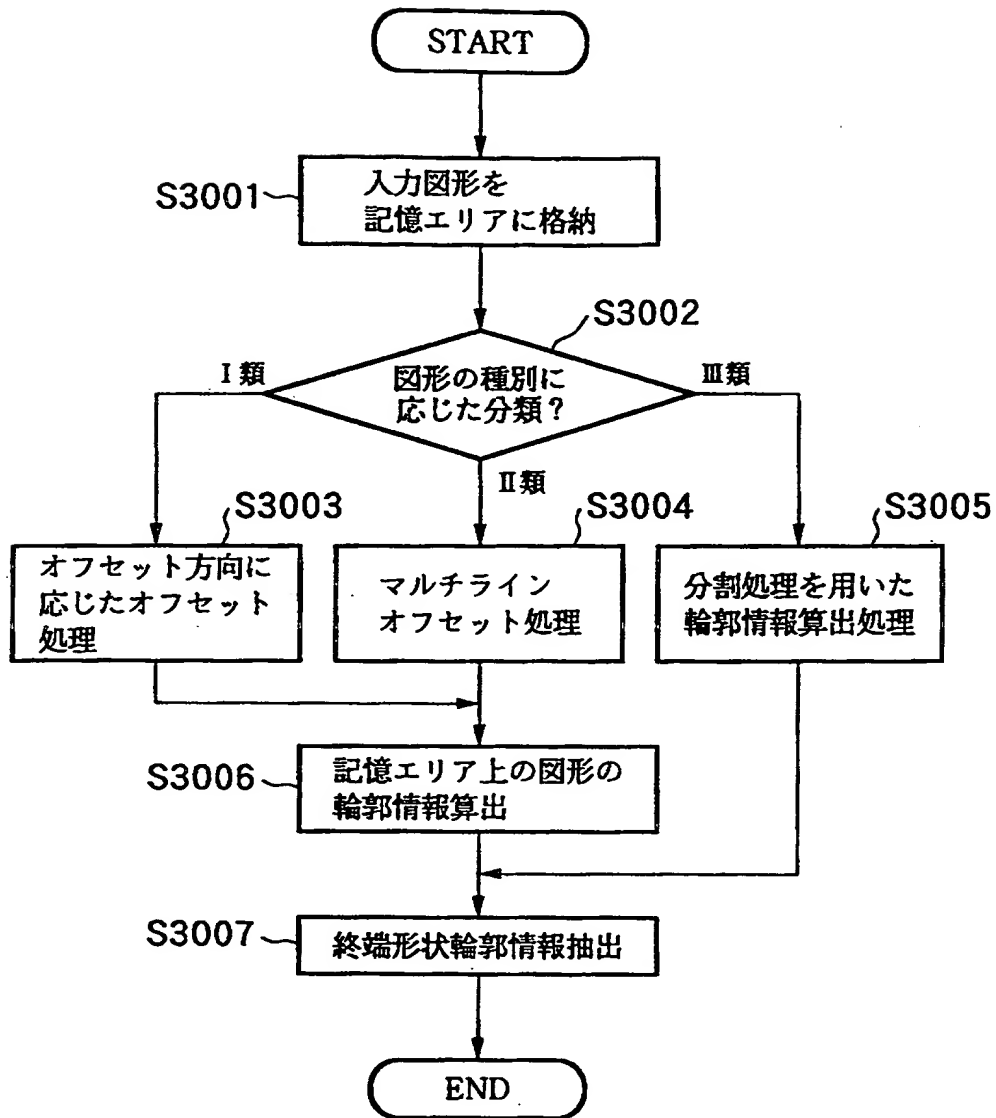 START
S3001
入力図形を
記憶エリアに格納
S3002
図形の種別に
応じた分類?
I類
III類
II類
S3003
オフセット方向に
応じたオフセット
処理
S3004
マルチライン
オフセット処理
S3005
分割処理を用いた
輪郭情報算出処理
S3006
記憶エリア上の図形の
輪郭情報算出
S3007
終端形状輪郭情報抽出
END